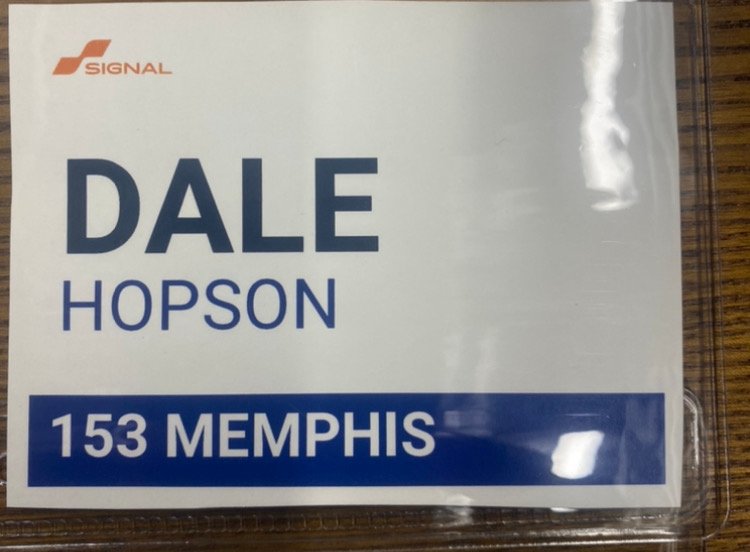 SIGNAL
DALE
HOPSON
153 MEMPHIS